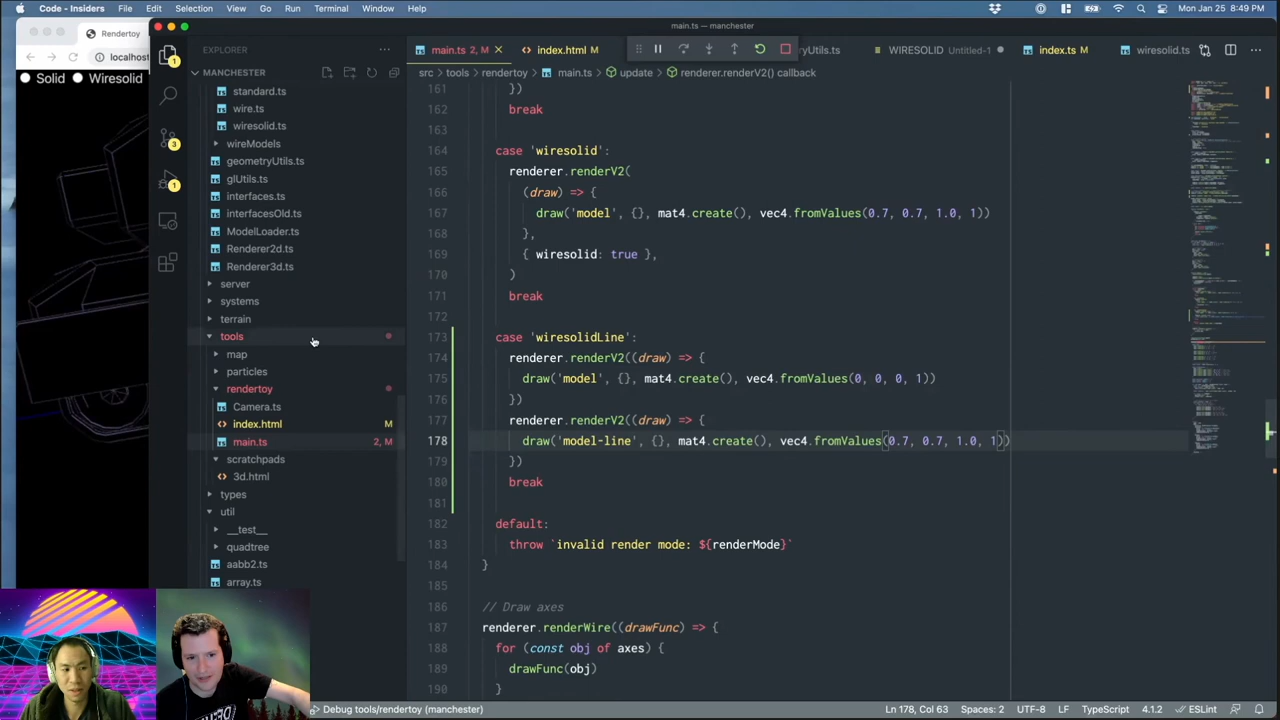 Code - Insiders File Edit Selection View Go Run Terminal Window Help Mon Jan 25 8:49 PM
main.ts — manchester
Rendertoy
localhost
Solid Wiresolid
EXPLORER
MANCHESTER
standard.ts
wire.ts
wiresolid.ts
wireModels
geometryUtils.ts
glUtils.ts
interfaces.ts
interfacesOld.ts
ModelLoader.ts
Renderer2d.ts
Renderer3d.ts
server
systems
terrain
tools
map
particles
rendertoy
Camera.ts
index.html M
main.ts 2, M
scratchpads
3d.html
types
util
__test__
quadtree
aabb2.ts
array.ts
1
3
1
main.ts 2, M index.html M yUtils.ts WIRESOLID Untitled-1 index.ts M wiresolid.ts
src › tools › rendertoy › main.ts › update › renderer.renderV2() callback
161 })
162 break
163
164 case 'wiresolid':
165 renderer.renderV2(
166 (draw) => {
167 draw('model', {}, mat4.create(), vec4.fromValues(0.7, 0.7, 1.0, 1))
168 },
169 { wiresolid: true },
170 )
171 break
172
173 case 'wiresolidLine':
174 renderer.renderV2((draw) => {
175 draw('model', {}, mat4.create(), vec4.fromValues(0, 0, 0, 1))
176 })
177 renderer.renderV2((draw) => {
178 draw('model-line', {}, mat4.create(), vec4.fromValues(0.7, 0.7, 1.0, 1))
179 })
180 break
181
182 default:
183 throw `invalid render mode: ${renderMode}`
184 }
185
186 // Draw axes
187 renderer.renderWire((drawFunc) => {
188 for (const obj of axes) {
189 drawFunc(obj)
190 }
Debug tools/rendertoy (manchester) Ln 178, Col 63 Spaces: 2 UTF-8 LF TypeScript 4.1.2 ESLint